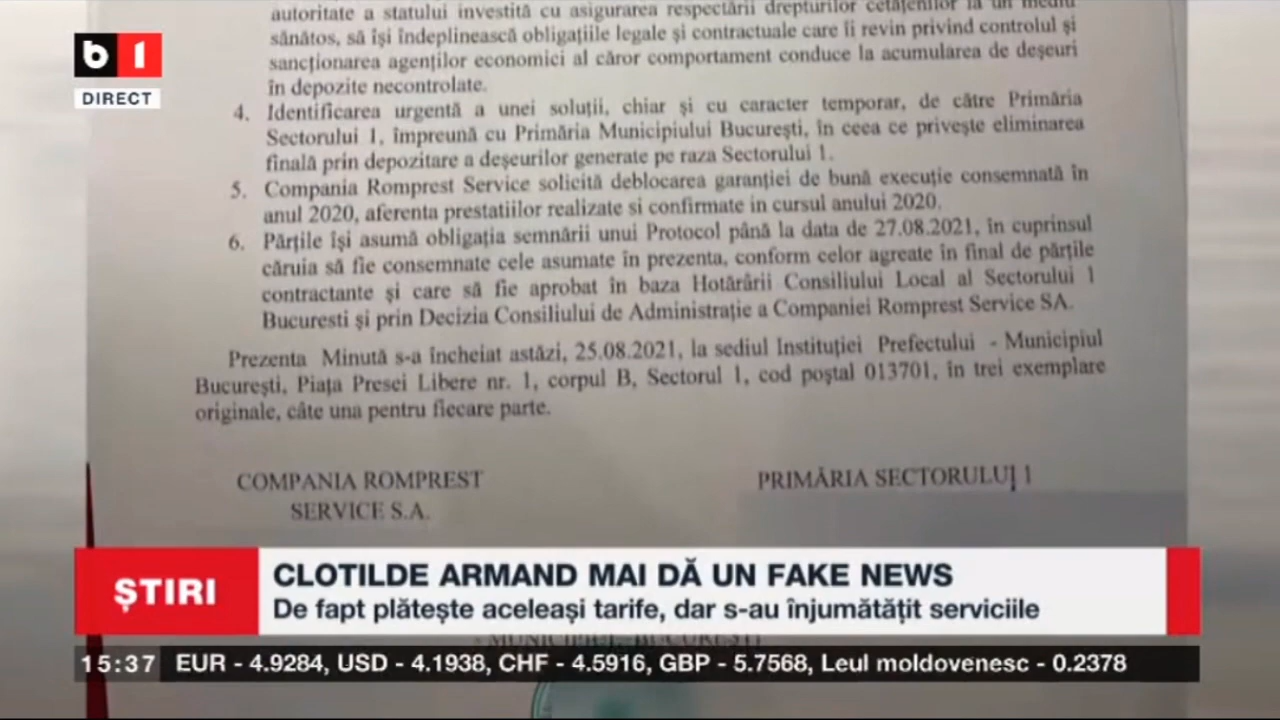 autoritate a statului investită cu asigurarea respectării drepturilor cetățenilor la un mediu
sănătos, să își îndeplinească obligațiile legale și contractuale care îi revin privind controlul și
sancționarea agenților economici al căror comportament conduce la acumularea de deșeuri
în depozite necontrolate.
4. Identificarea urgentă a unei soluții, chiar și cu caracter temporar, de către Primăria
Sectorului 1, împreună cu Primăria Municipiului București, în ceea ce privește eliminarea
finală prin depozitare a deșeurilor generate pe raza Sectorului 1.
5. Compania Romprest Service solicită deblocarea garanției de bună execuție consemnată în
anul 2020, aferenta prestatiilor realizate si confirmate in cursul anului 2020.
6. Părțile își asumă obligația semnării unui Protocol până la data de 27.08.2021, în cuprinsul
căruia să fie consemnate cele asumate în prezenta, conform celor agreate în final de părțile
contractante și care să fie aprobat în baza Hotărârii Consiliului Local al Sectorului 1
Bucuresti și prin Decizia Consiliului de Administrație a Companiei Romprest Service SA.
Prezenta Minută s-a încheiat astăzi, 25.08.2021, la sediul Instituției Prefectului - Municipiul
București, Piața Presei Libere nr. 1, corpul B, Sectorul 1, cod poștal 013701, în trei exemplare
originale, câte una pentru fiecare parte.
COMPANIA ROMPREST
SERVICE S.A.
PRIMĂRIA SECTORULUI 1
b 1
DIRECT
ȘTIRI
CLOTILDE ARMAND MAI DĂ UN FAKE NEWS
De fapt plătește aceleași tarife, dar s-au înjumătățit serviciile
15:37 EUR - 4.9284, USD - 4.1938, CHF - 4.5916, GBP - 5.7568, Leul moldovenesc - 0.2378